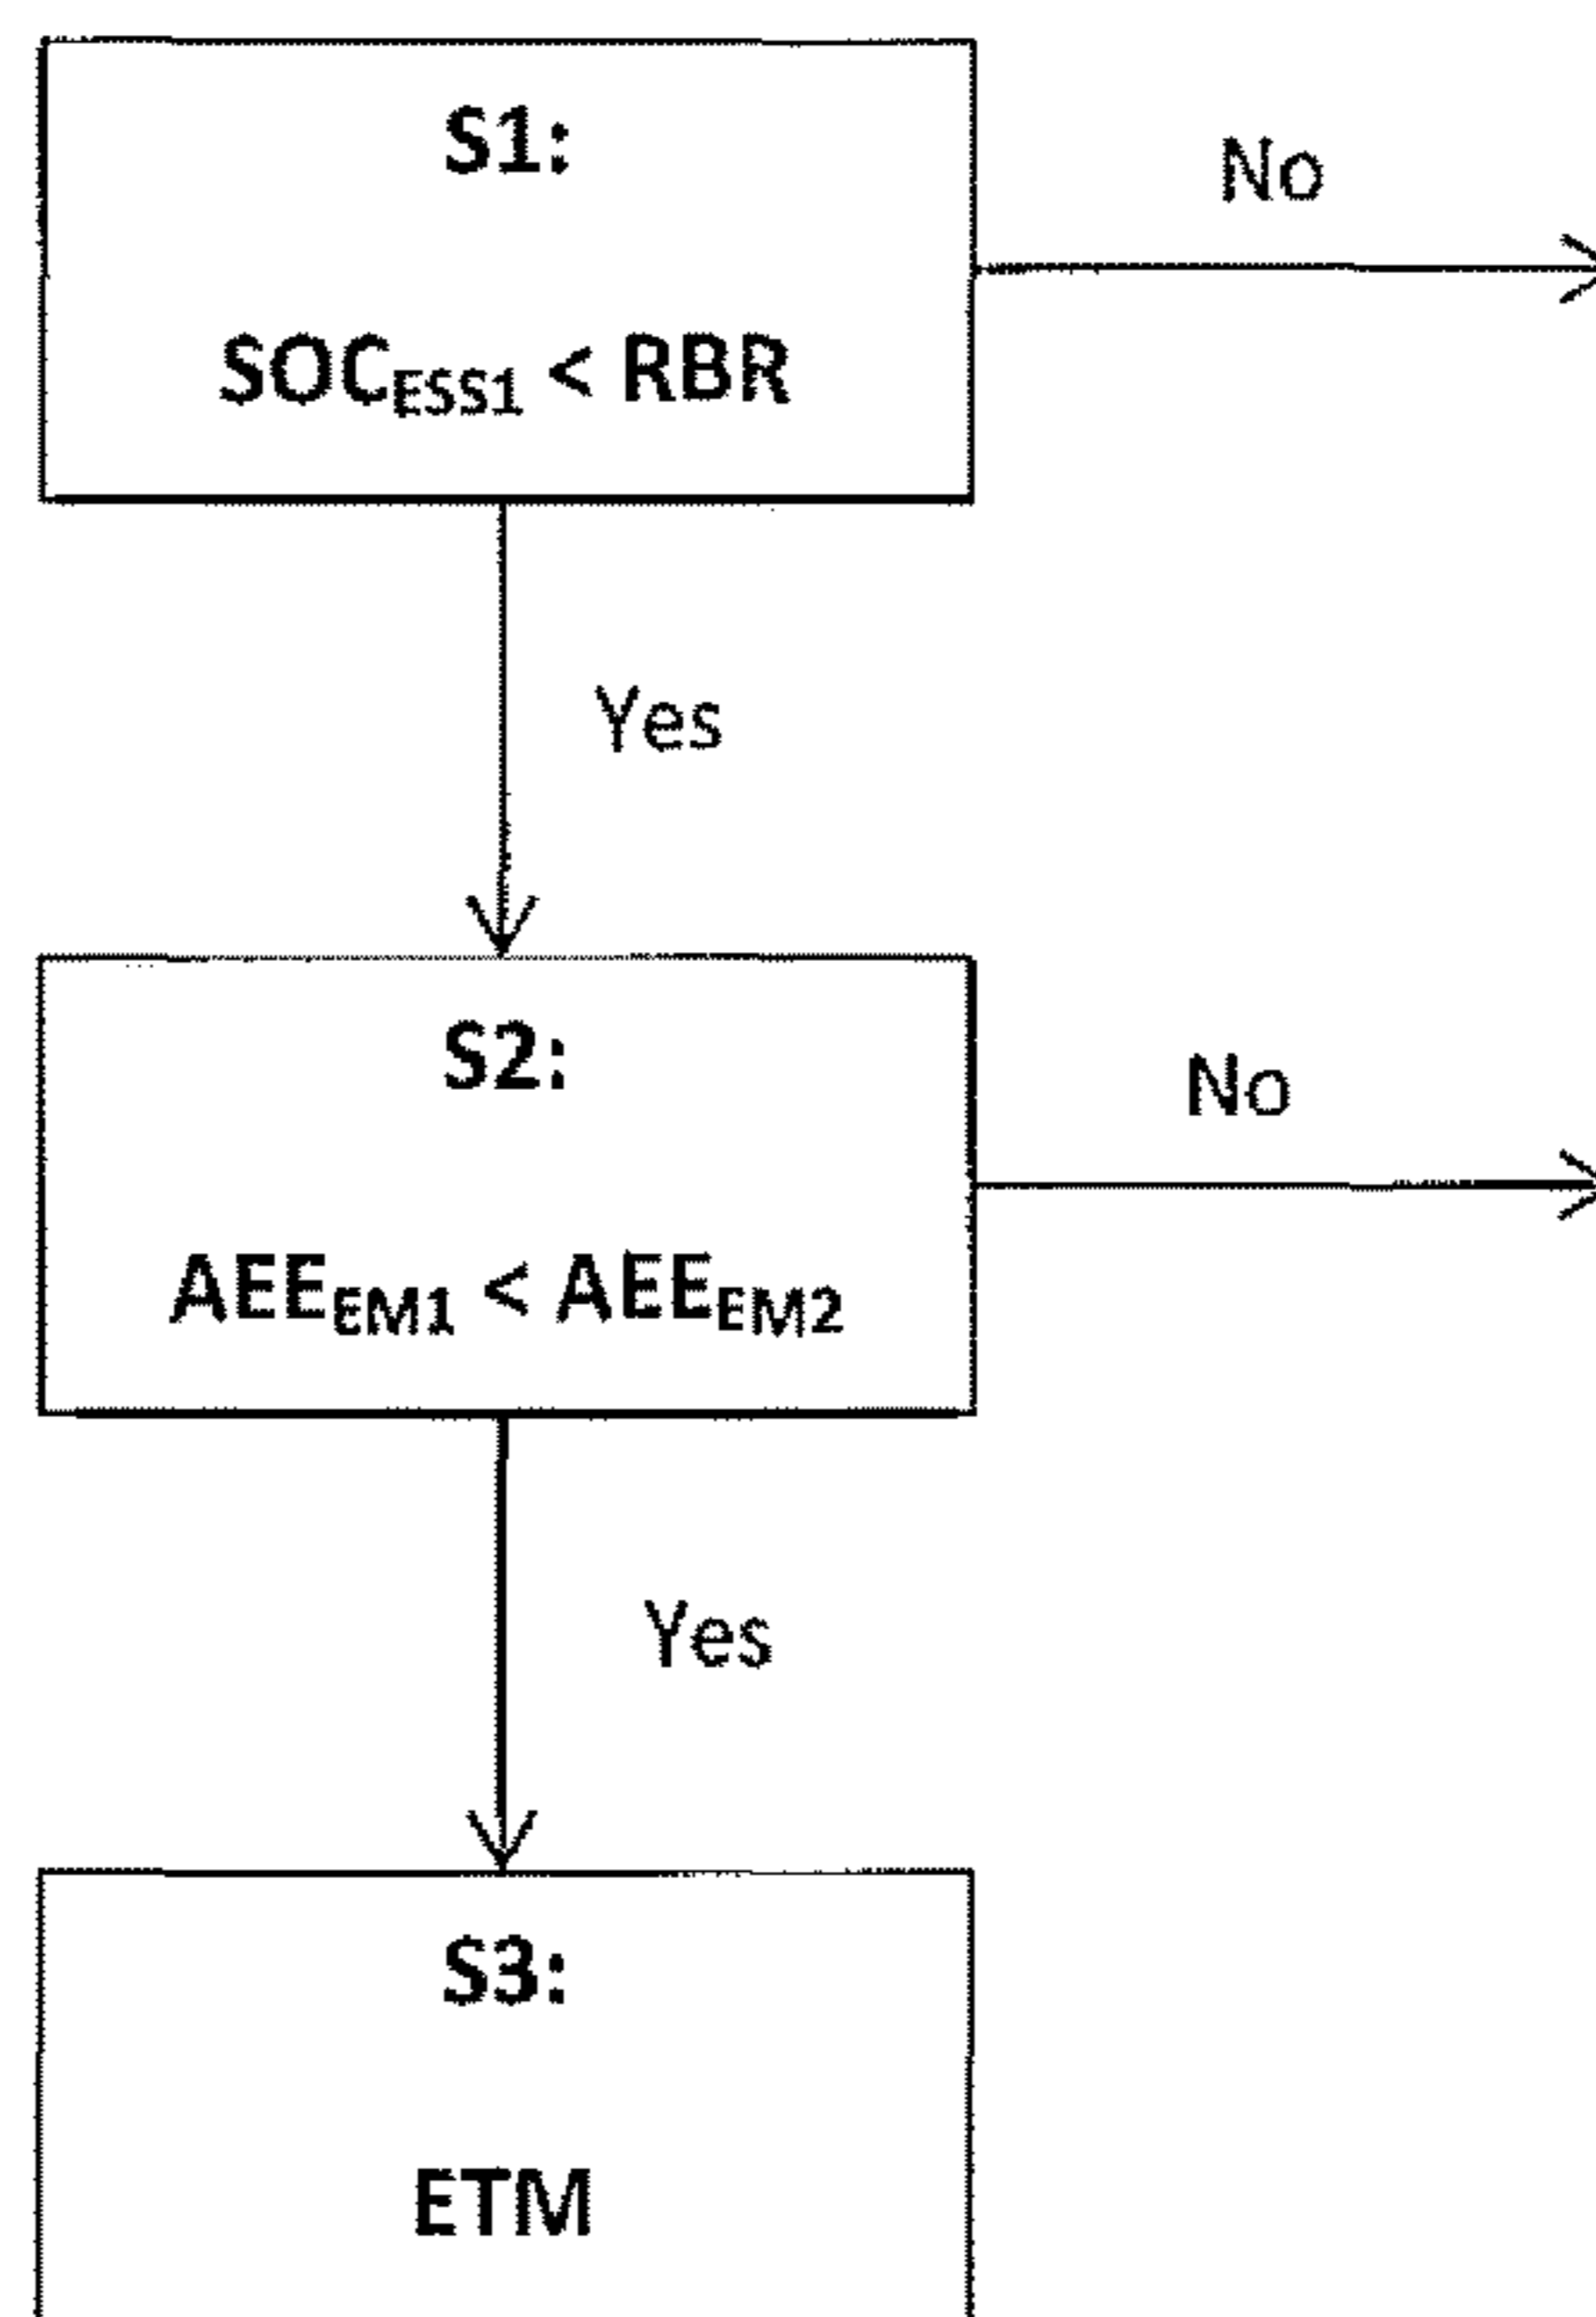 S1:
No
SOCESS1 < RBR
Yes
S2:
No
AEEEM1 < AEEEM2
Yes
S3:
ETM